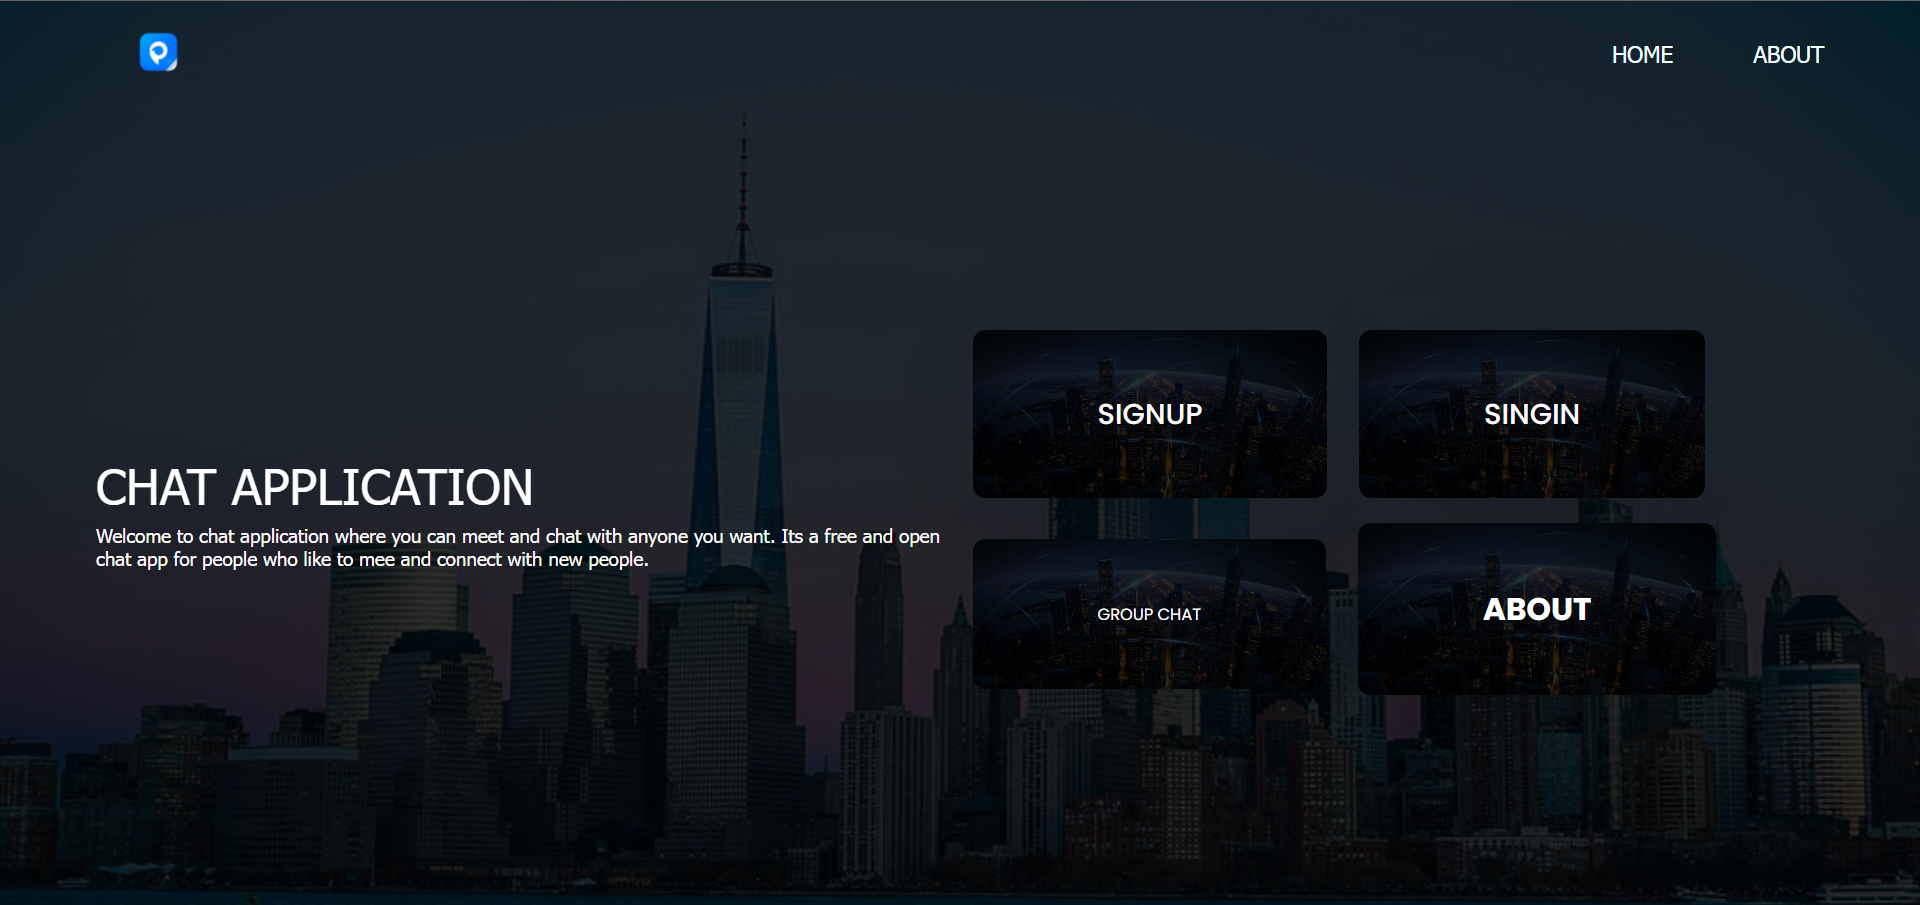 HOME ABOUT
SIGNUP SINGIN
CHAT APPLICATION
Welcome to chat application where you can meet and chat with anyone you want. Its a free and open
chat app for people who like to mee and connect with new people.
GROUP CHAT ABOUT